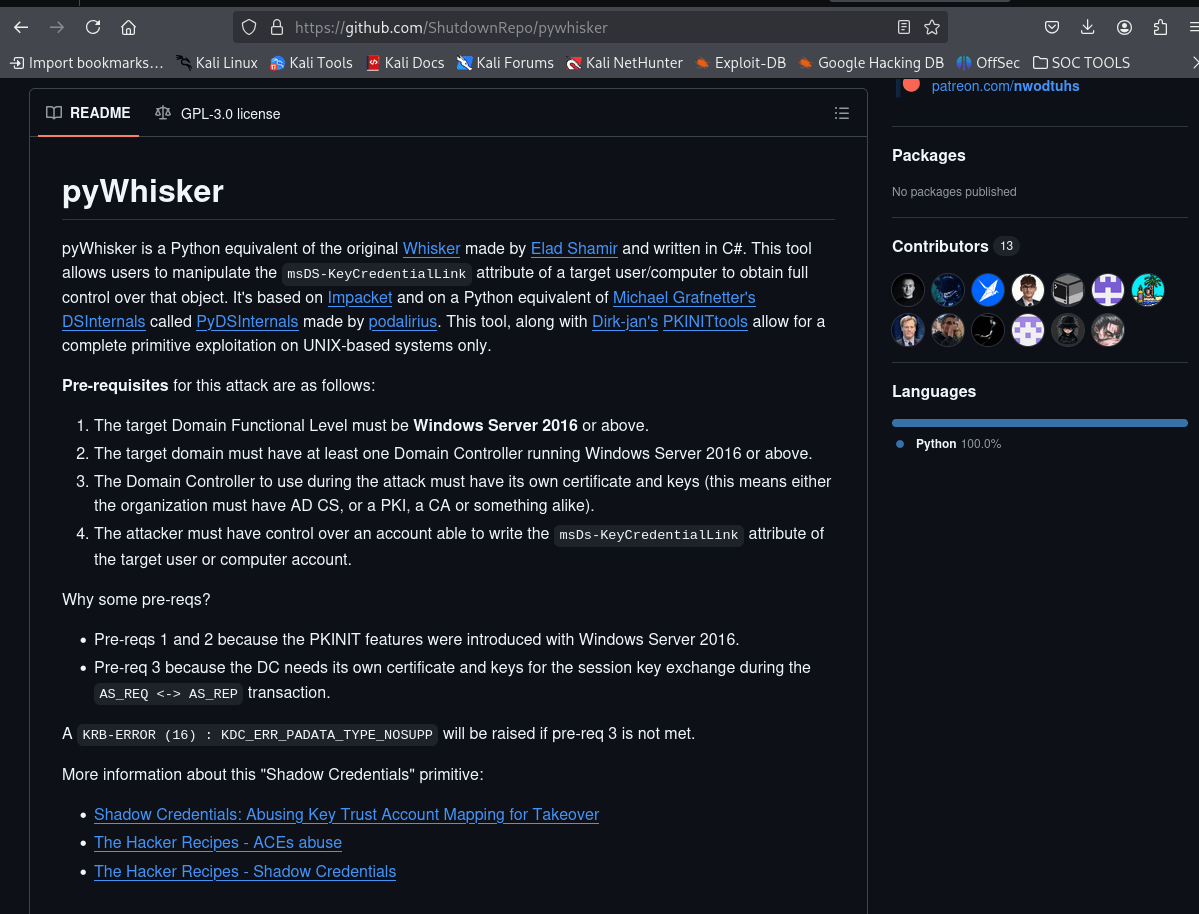 https://github.com/ShutdownRepo/pywhisker
Import bookmarks...
Kali Linux
Kali Tools
Kali Docs
Kali Forums
Kali NetHunter
Exploit-DB
Google Hacking DB
OffSec
SOC TOOLS
README
GPL-3.0 license
pyWhisker
pyWhisker is a Python equivalent of the original Whisker made by Elad Shamir and written in C#. This tool
allows users to manipulate the msDS-KeyCredentialLink attribute of a target user/computer to obtain full
control over that object. It's based on Impacket and on a Python equivalent of Michael Grafnetter's
DSInternals called PyDSInternals made by podalirius. This tool, along with Dirk-jan's PKINITtools allow for a
complete primitive exploitation on UNIX-based systems only.
Pre-requisites for this attack are as follows:
1. The target Domain Functional Level must be Windows Server 2016 or above.
2. The target domain must have at least one Domain Controller running Windows Server 2016 or above.
3. The Domain Controller to use during the attack must have its own certificate and keys (this means either
the organization must have AD CS, or a PKI, a CA or something alike).
4. The attacker must have control over an account able to write the msDs-KeyCredentialLink attribute of
the target user or computer account.
Why some pre-reqs?
• Pre-reqs 1 and 2 because the PKINIT features were introduced with Windows Server 2016.
• Pre-req 3 because the DC needs its own certificate and keys for the session key exchange during the
AS_REQ <-> AS_REP transaction.
A KRB-ERROR (16) : KDC_ERR_PADATA_TYPE_NOSUPP will be raised if pre-req 3 is not met.
More information about this "Shadow Credentials" primitive:
• Shadow Credentials: Abusing Key Trust Account Mapping for Takeover
• The Hacker Recipes - ACEs abuse
• The Hacker Recipes - Shadow Credentials
patreon.com/nwodtuhs
Packages
No packages published
Contributors 13
Languages
Python 100.0%